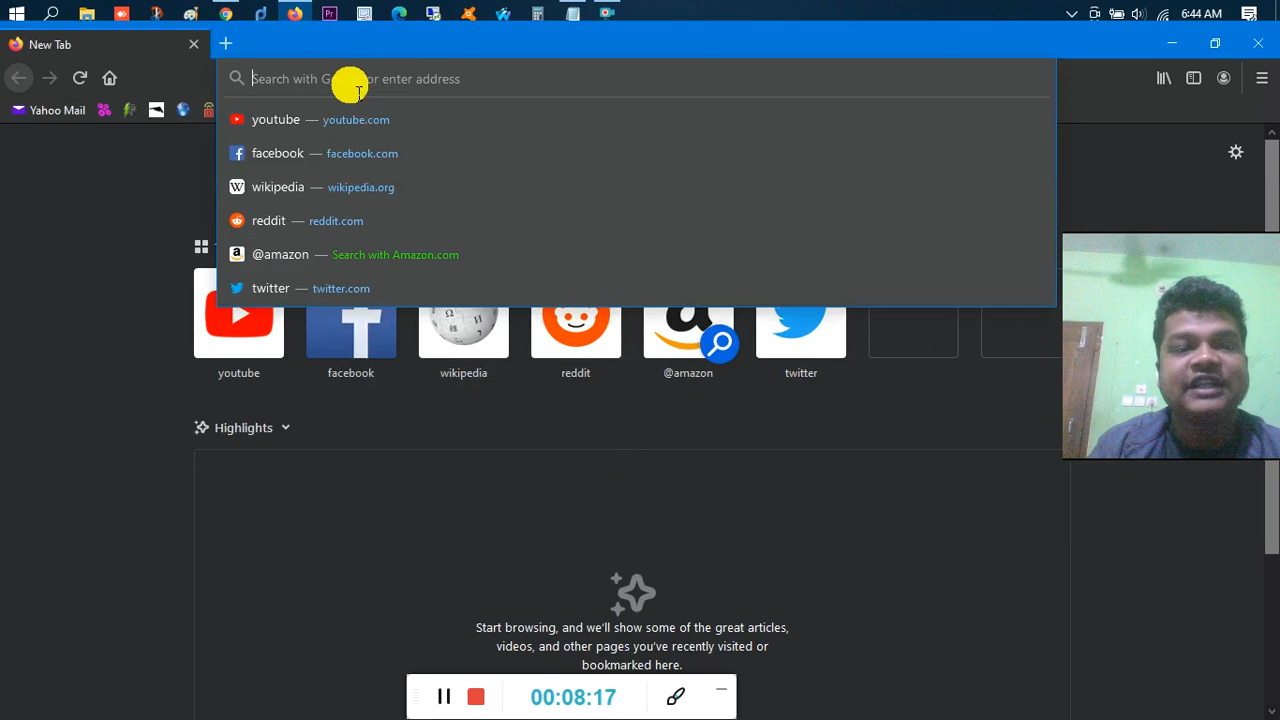 6:44 AM
New Tab
Search with G or enter address
Yahoo Mail
youtube — youtube.com
facebook — facebook.com
wikipedia — wikipedia.org
reddit — reddit.com
@amazon — Search with Amazon.com
twitter — twitter.com
youtube
facebook
wikipedia
reddit
@amazon
twitter
Highlights
Start browsing, and we'll show some of the great articles,
videos, and other pages you've recently visited or
bookmarked here.
00:08:17